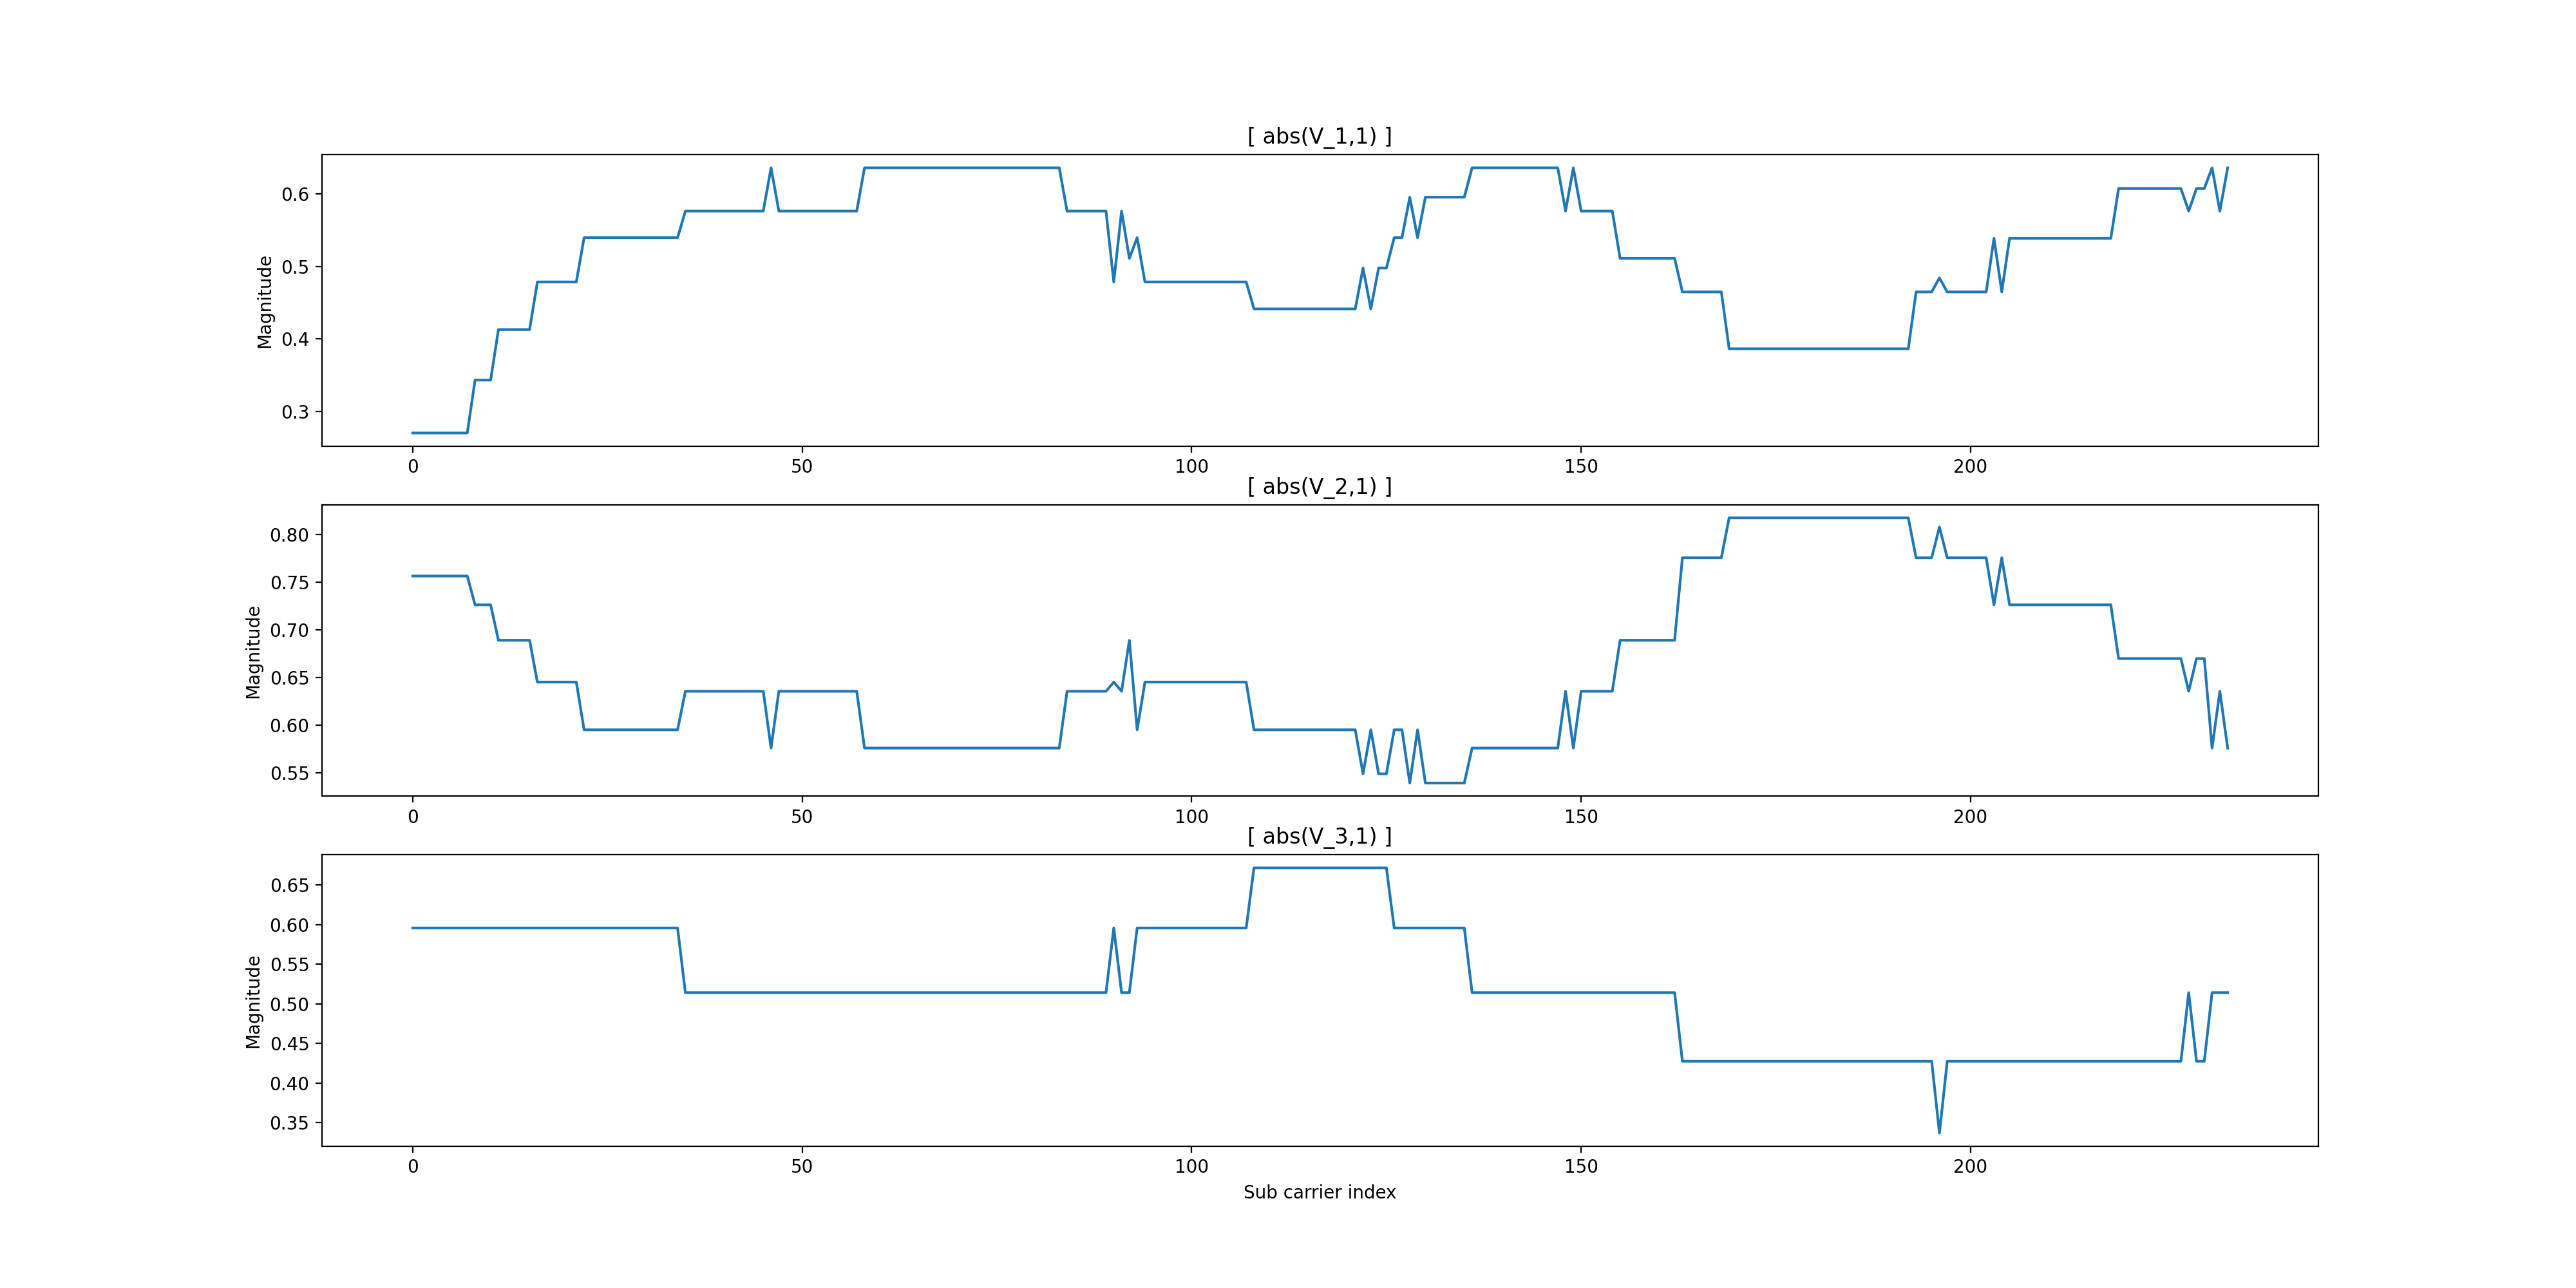 [ abs(V_1,1) ]
0.6
0.5
0.4
0.3
Magnitude
0 50 100 150 200
[ abs(V_2,1) ]
0.80
0.75
0.70
0.65
0.60
0.55
Magnitude
0 50 100 150 200
[ abs(V_3,1) ]
0.65
0.60
0.55
0.50
0.45
0.40
0.35
Magnitude
0 50 100 150 200
Sub carrier index